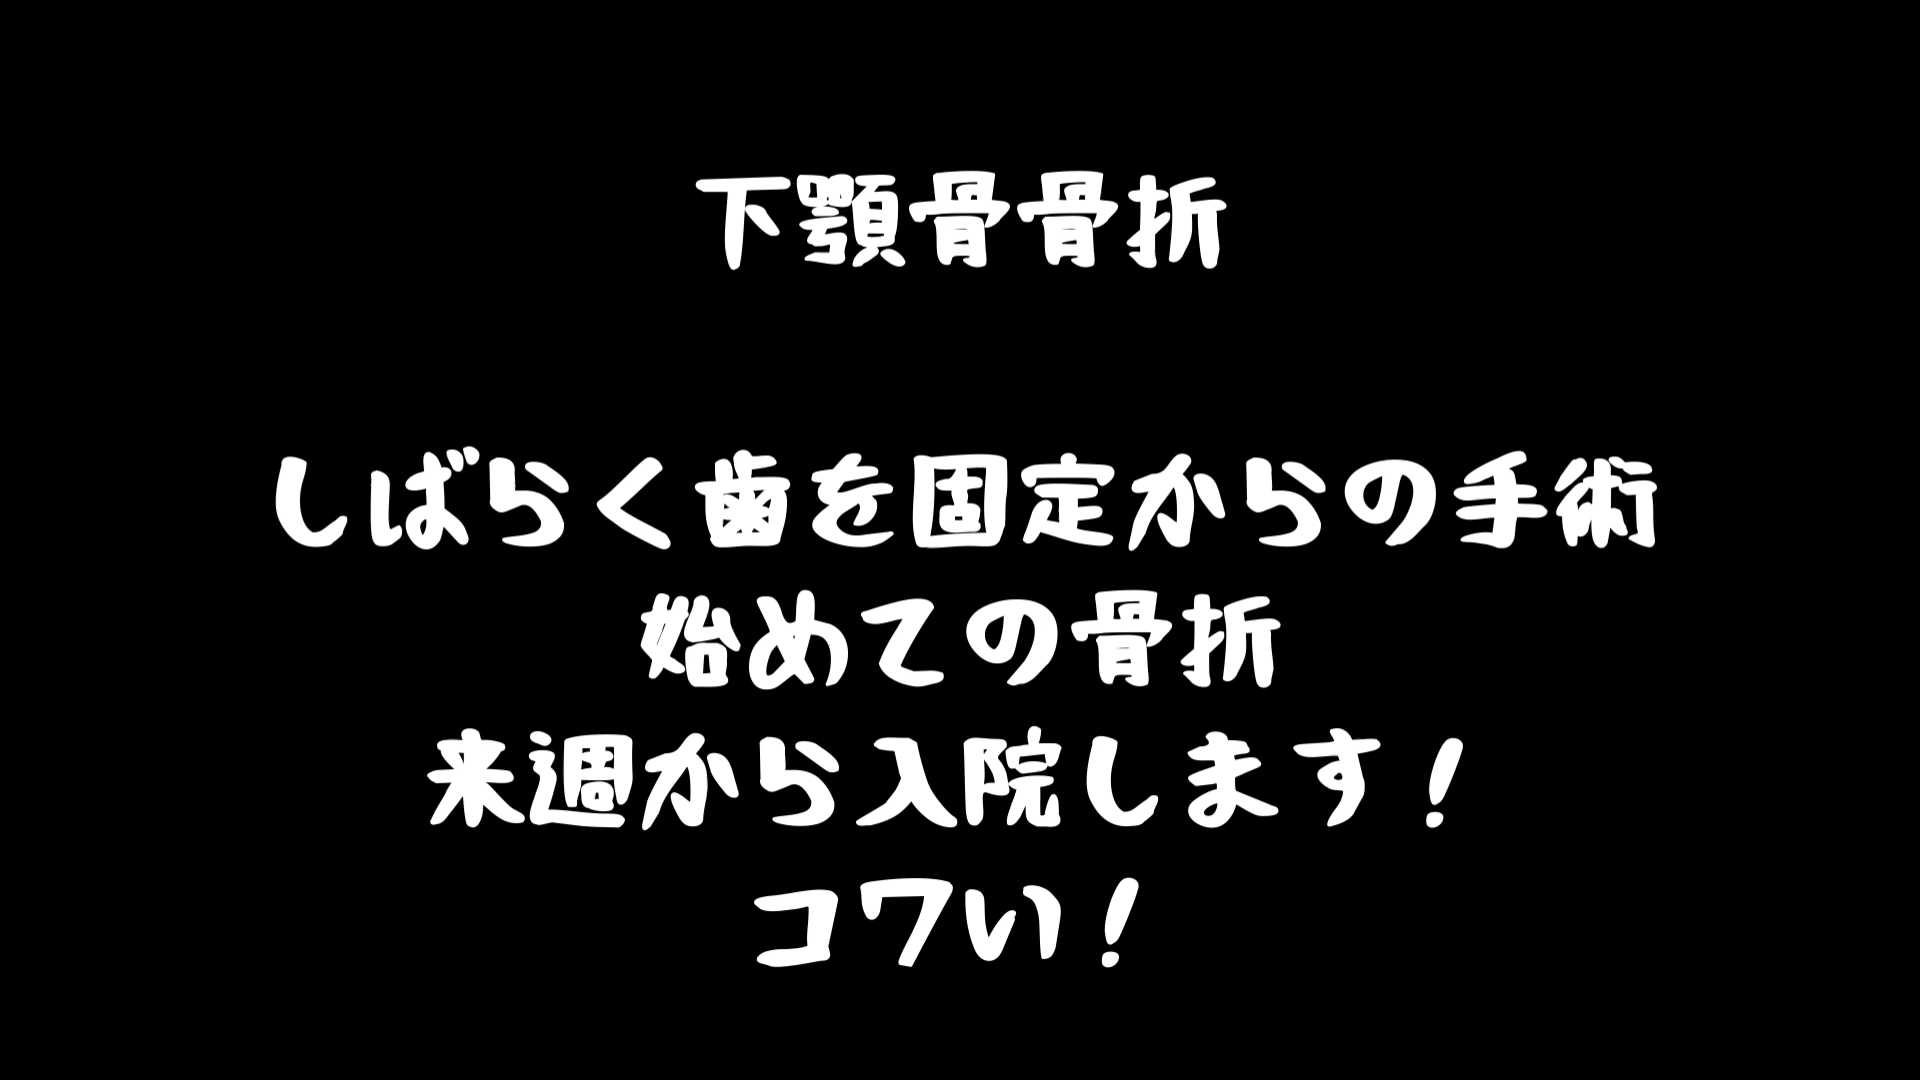 下顎骨骨折
しばらく歯を固定からの手術
始めての骨折
来週から入院します！
コワい！